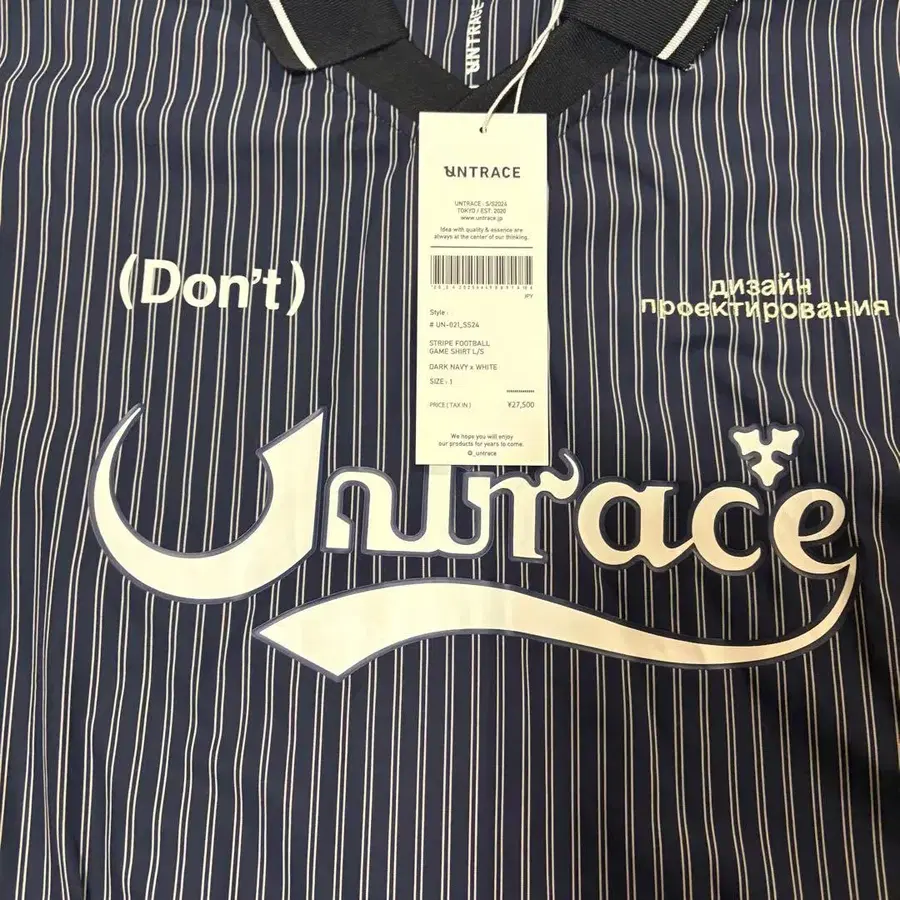 UNTRACE
UNTRACE
UNTRACE : S/S2024
TOKYO / EST. 2020
www.untrace.jp
Idea with quality & essence are
always at the center of our thinking.
JPY
Style :
# UN-021_SS24
STRIPE FOOTBALL
GAME SHIRT L/S
DARK NAVY x WHITE
SIZE : 1
PRICE ( TAX IN ) ¥27,500
We hope you will enjoy
our products for years to come.
@_untrace
(Don't)
дизайн
проектирования
Untrace